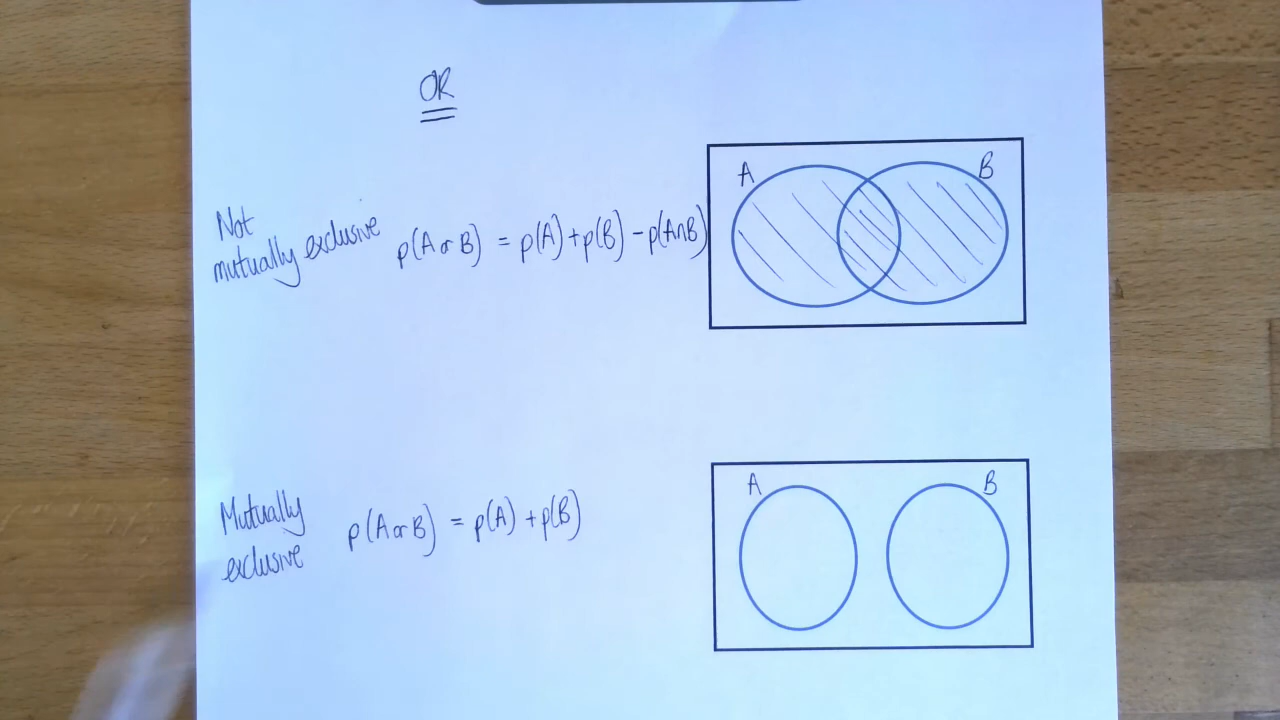 OR
Not
mutually exclusive
p(A or B) = p(A) + p(B) - p(A∩B)
A
B
Mutually
exclusive
p(A or B) = p(A) + p(B)
A
B